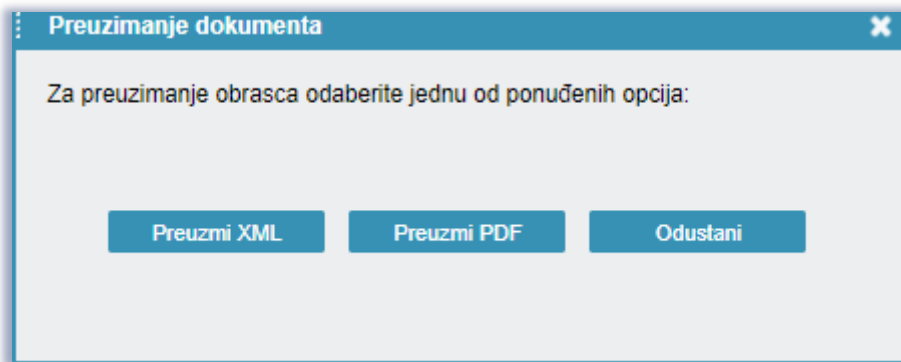 Preuzimanje dokumenta
Za preuzimanje obrasca odaberite jednu od ponuđenih opcija:
Preuzmi XML Preuzmi PDF Odustani